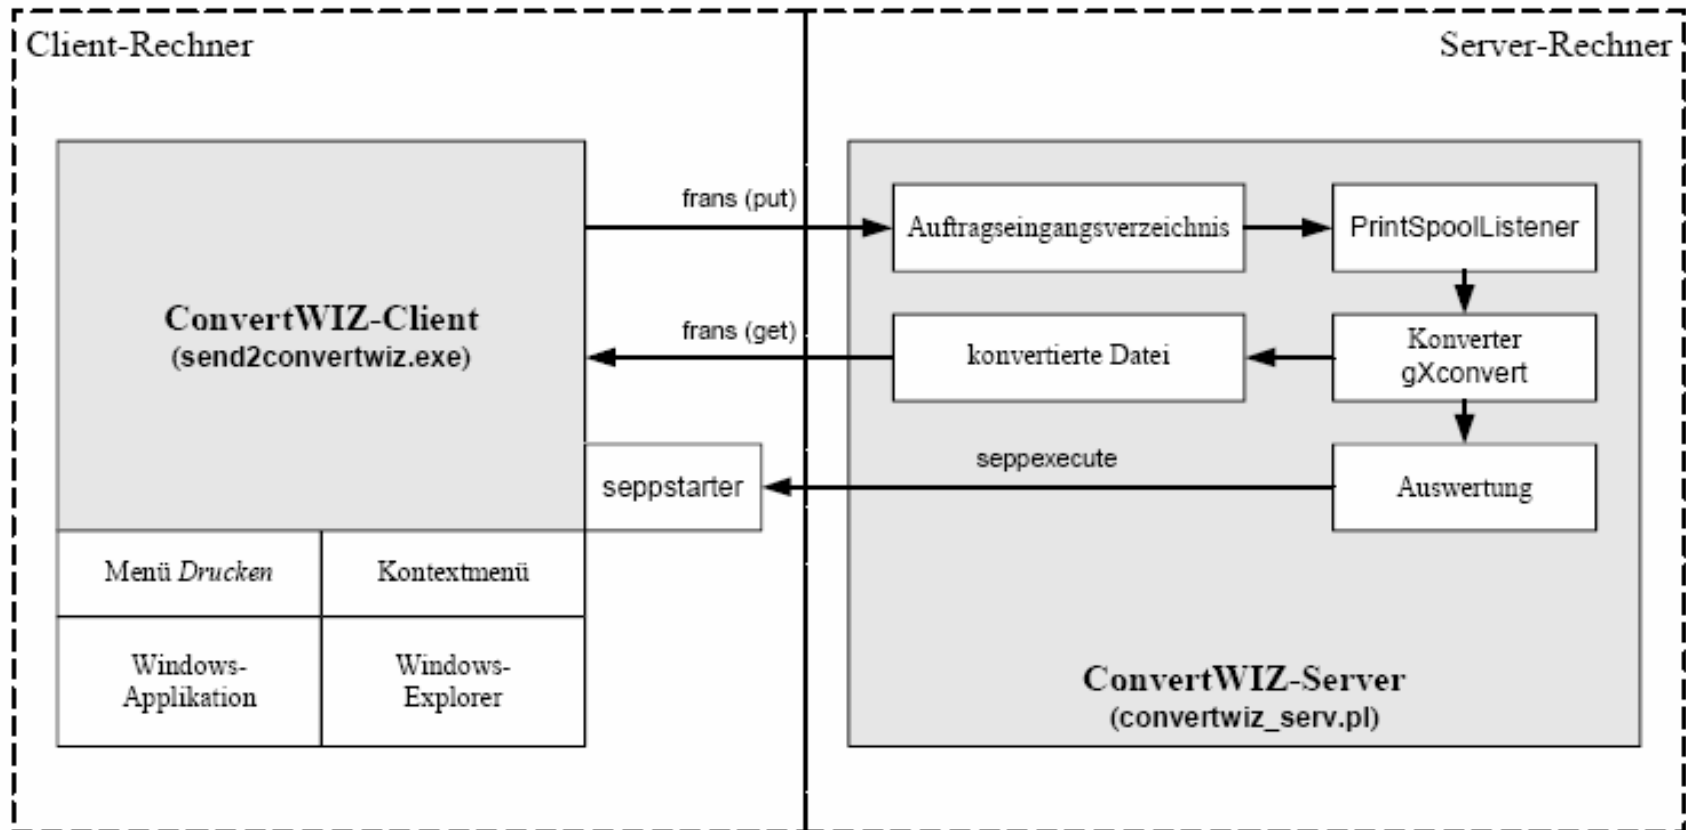 Client-Rechner
Server-Rechner
frans (put)
Auftragseingangsverzeichnis
PrintSpoolListener
ConvertWIZ-Client
(send2convertwiz.exe)
frans (get)
konvertierte Datei
Konverter
gXconvert
seppstarter
seppexecute
Auswertung
Menü Drucken
Kontextmenü
Windows-
Applikation
Windows-
Explorer
ConvertWIZ-Server
(convertwiz_serv.pl)